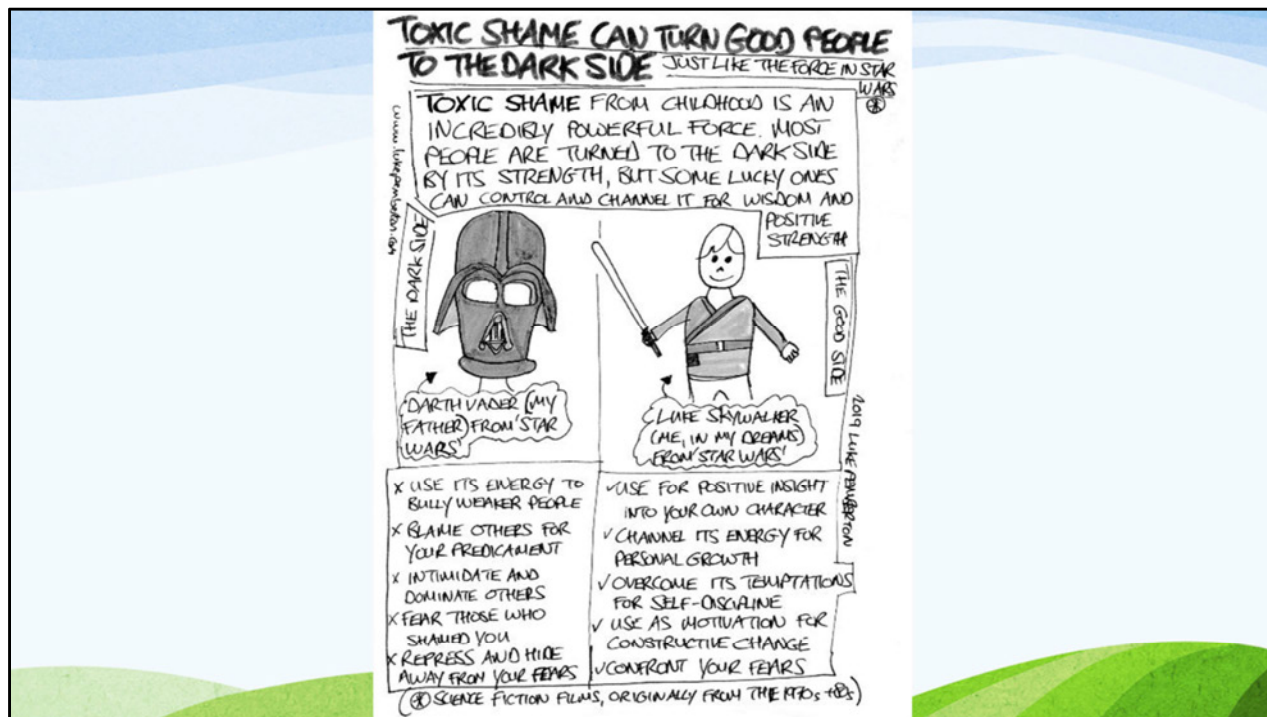 TOXIC SHAME CAN TURN GOOD PEOPLE
TO THE DARK SIDE JUST LIKE THE FORCE IN STAR
WARS
*
TOXIC SHAME FROM CHILDHOOD IS AN
INCREDIBLY POWERFUL FORCE. MOST
PEOPLE ARE TURNED TO THE DARK SIDE
BY ITS STRENGTH, BUT SOME LUCKY ONES
CAN CONTROL AND CHANNEL IT FOR WISDOM AND
POSITIVE
STRENGTH
www.lukepemberton.com
THE DARK SIDE
DARTH VADER (MY
FATHER) FROM 'STAR
WARS'
x USE ITS ENERGY TO
BULLY WEAKER PEOPLE
x BLAME OTHERS FOR
YOUR PREDICAMENT
x INTIMIDATE AND
DOMINATE OTHERS
x FEAR THOSE WHO
SHAMED YOU
x REPRESS AND HIDE
AWAY FROM YOUR FEARS
THE GOOD SIDE
LUKE SKYWALKER
(ME, IN MY DREAMS)
FROM 'STAR WARS'
✓ USE FOR POSITIVE INSIGHT
INTO YOUR OWN CHARACTER
✓ CHANNEL ITS ENERGY FOR
PERSONAL GROWTH
✓ OVERCOME ITS TEMPTATIONS
FOR SELF-DISCIPLINE
✓ USE AS MOTIVATION FOR
CONSTRUCTIVE CHANGE
✓ CONFRONT YOUR FEARS
2019 LUKE PEMBERTON
(* SCIENCE FICTION FILMS, ORIGINALLY FROM THE 1970s + 80s)